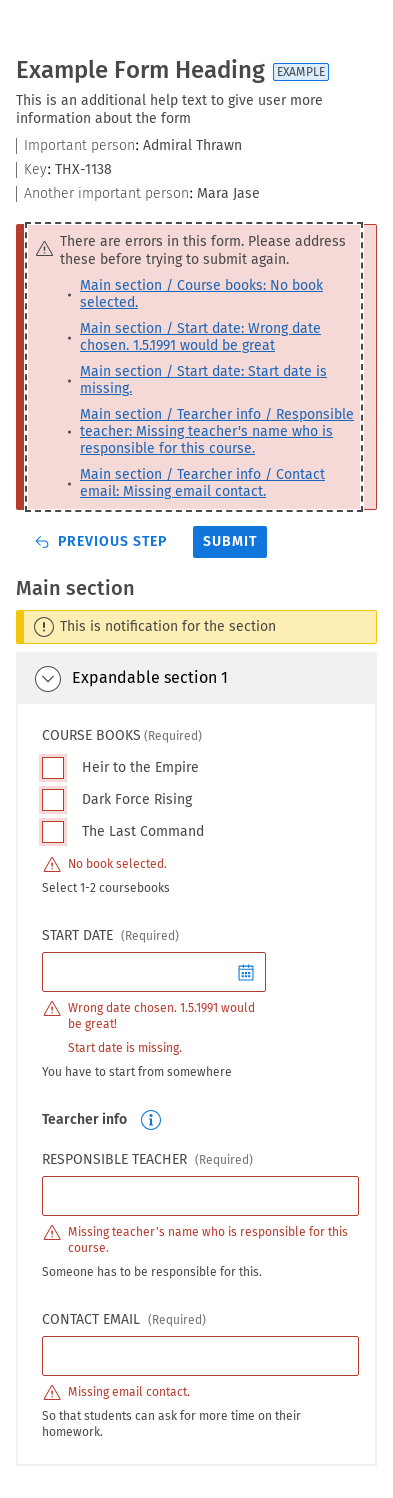 Example Form Heading EXAMPLE
This is an additional help text to give user more
information about the form
Important person: Admiral Thrawn
Key: THX-1138
Another important person: Mara Jase
There are errors in this form. Please address
these before trying to submit again.
Main section / Course books: No book
selected.
Main section / Start date: Wrong date
chosen. 1.5.1991 would be great
Main section / Start date: Start date is
missing.
Main section / Tearcher info / Responsible
teacher: Missing teacher's name who is
responsible for this course.
Main section / Tearcher info / Contact
email: Missing email contact.
PREVIOUS STEP SUBMIT
Main section
This is notification for the section
Expandable section 1
COURSE BOOKS (Required)
Heir to the Empire
Dark Force Rising
The Last Command
No book selected.
Select 1-2 coursebooks
START DATE (Required)
Wrong date chosen. 1.5.1991 would
be great!
Start date is missing.
You have to start from somewhere
Tearcher info
RESPONSIBLE TEACHER (Required)
Missing teacher's name who is responsible for this
course.
Someone has to be responsible for this.
CONTACT EMAIL (Required)
Missing email contact.
So that students can ask for more time on their
homework.